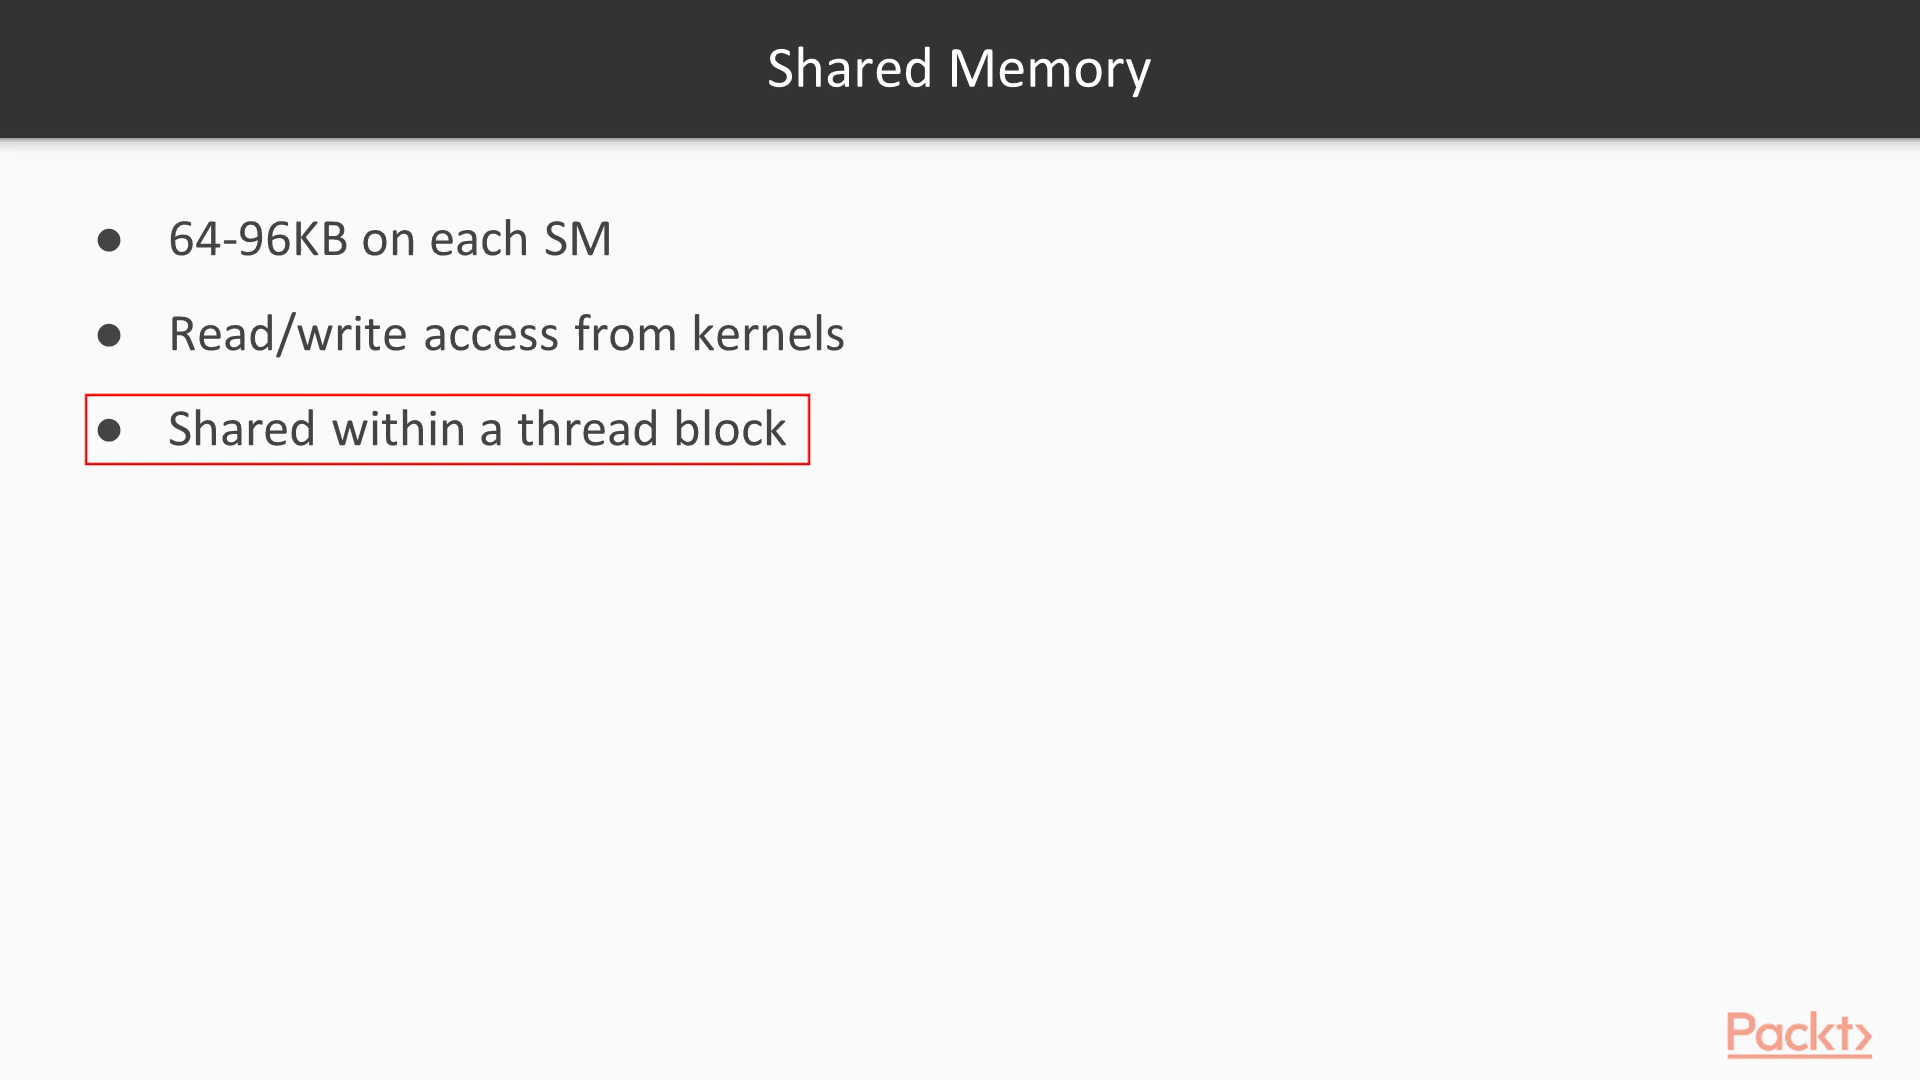 Shared Memory
● 64-96KB on each SM
● Read/write access from kernels
● Shared within a thread block
Packt>